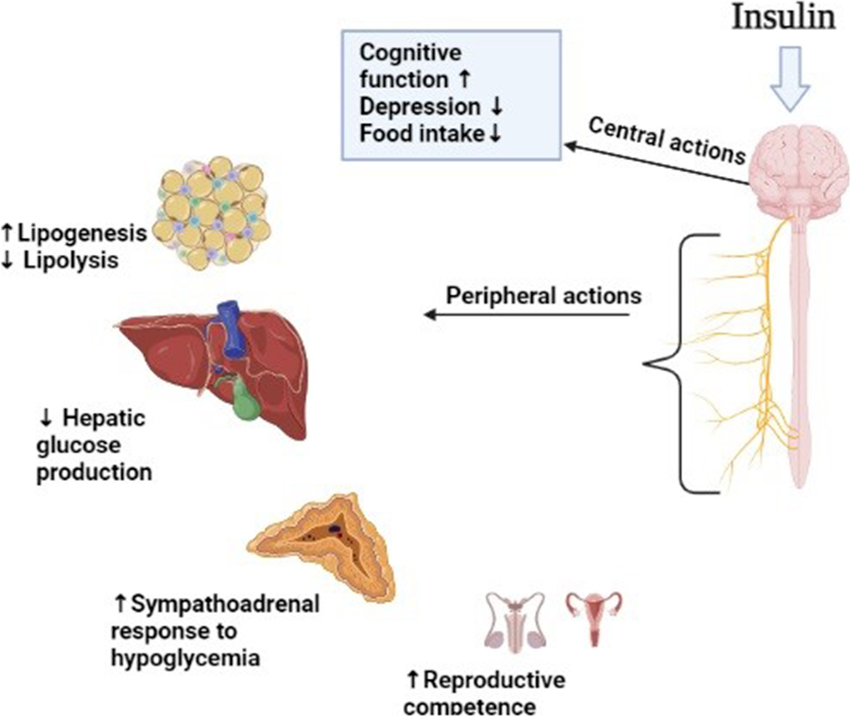 Insulin
Cognitive
function ↑
Depression ↓
Food intake↓
Central actions
↑Lipogenesis
↓ Lipolysis
Peripheral actions
↓ Hepatic
glucose
production
↑Sympathoadrenal
response to
hypoglycemia
↑Reproductive
competence